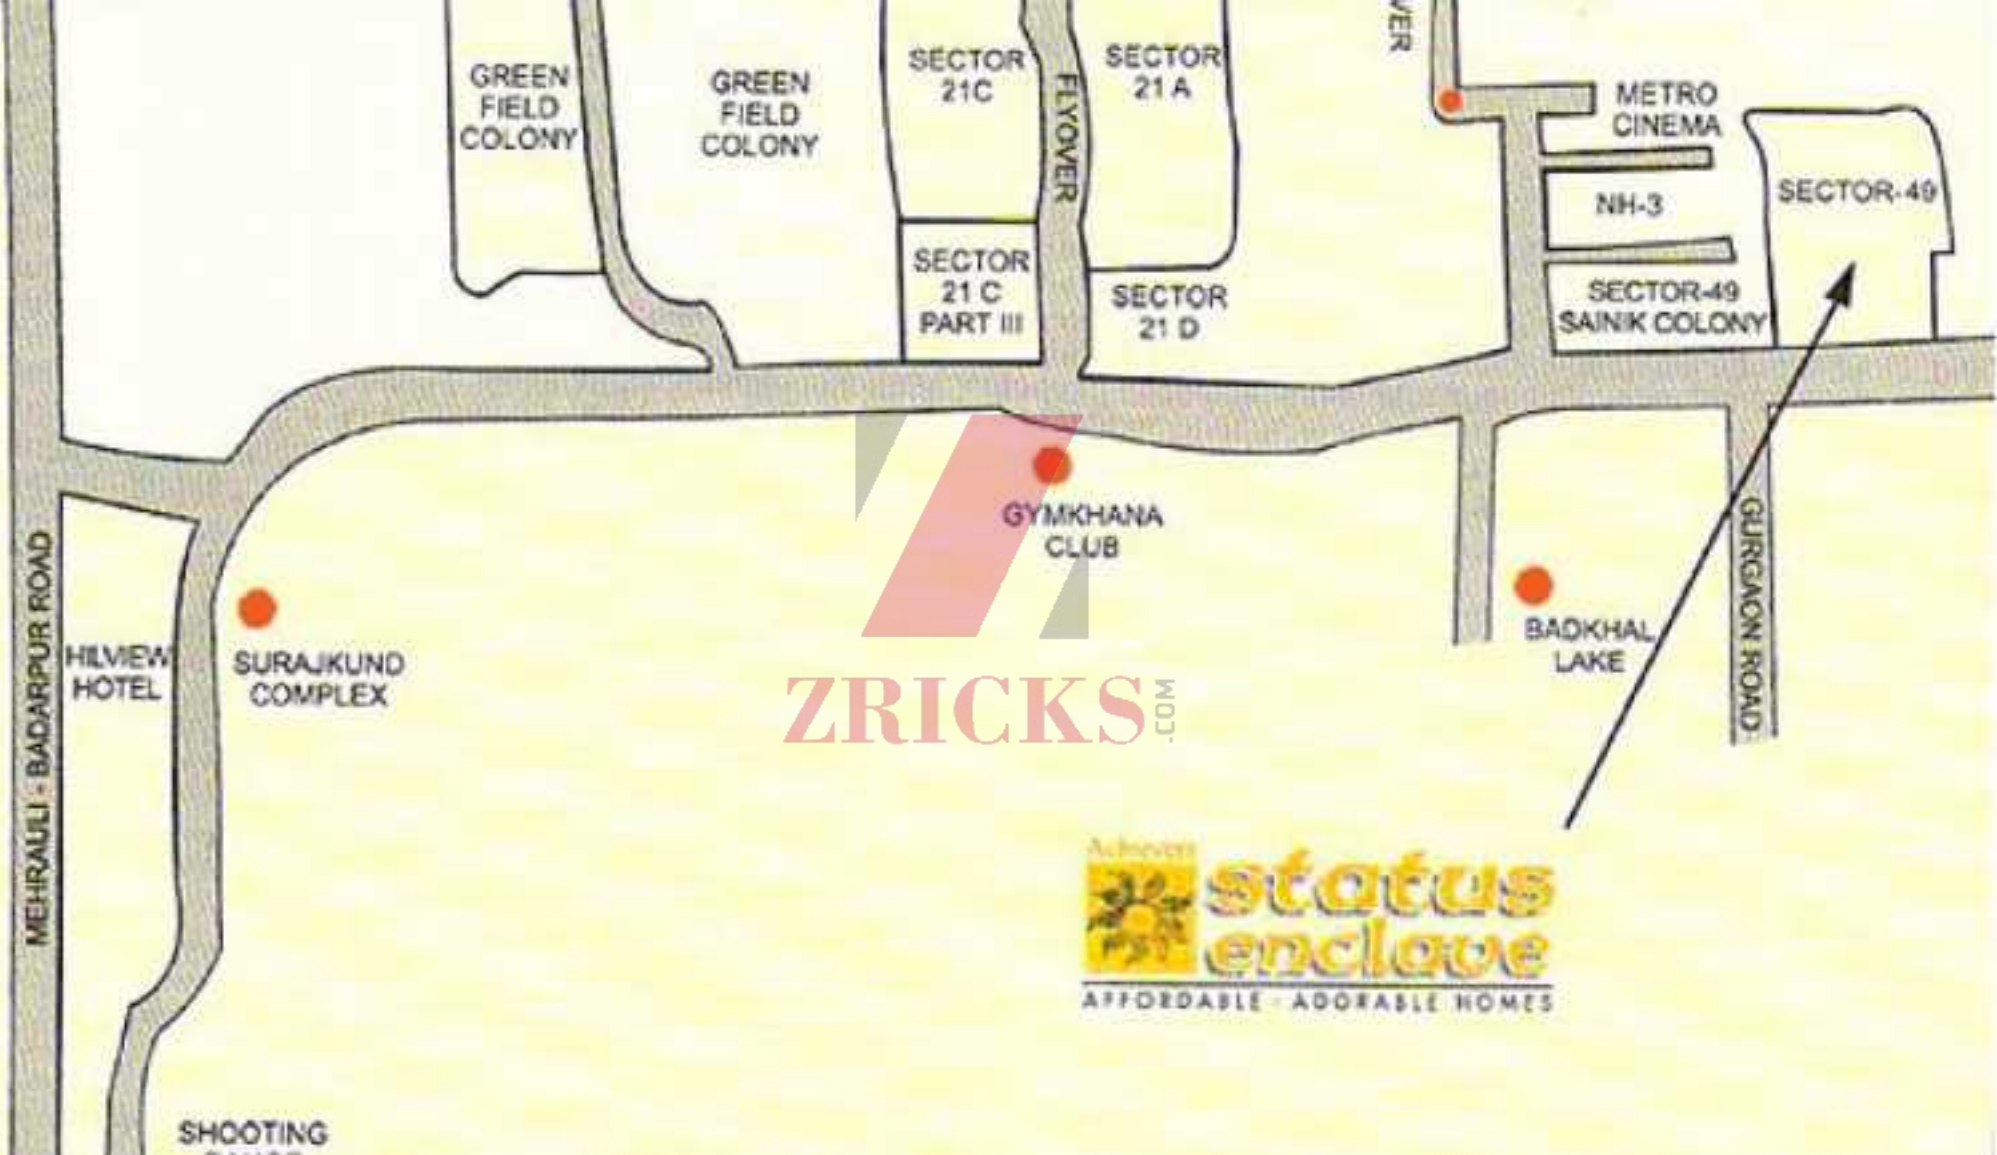 GREEN
FIELD
COLONY
GREEN
FIELD
COLONY
SECTOR
21C
FLYOVER
SECTOR
21 A
METRO
CINEMA
NH-3
SECTOR-49
SECTOR-49
SAINIK COLONY
SECTOR
21 C
PART III
SECTOR
21 D
GYMKHANA
CLUB
MEHRAULI - BADARPUR ROAD
HILVIEW
HOTEL
SURAJKUND
COMPLEX
BADKHAL
LAKE
GURGAON ROAD
ZRICKS.COM
Achievers
status
enclave
AFFORDABLE - ADORABLE HOMES
SHOOTING